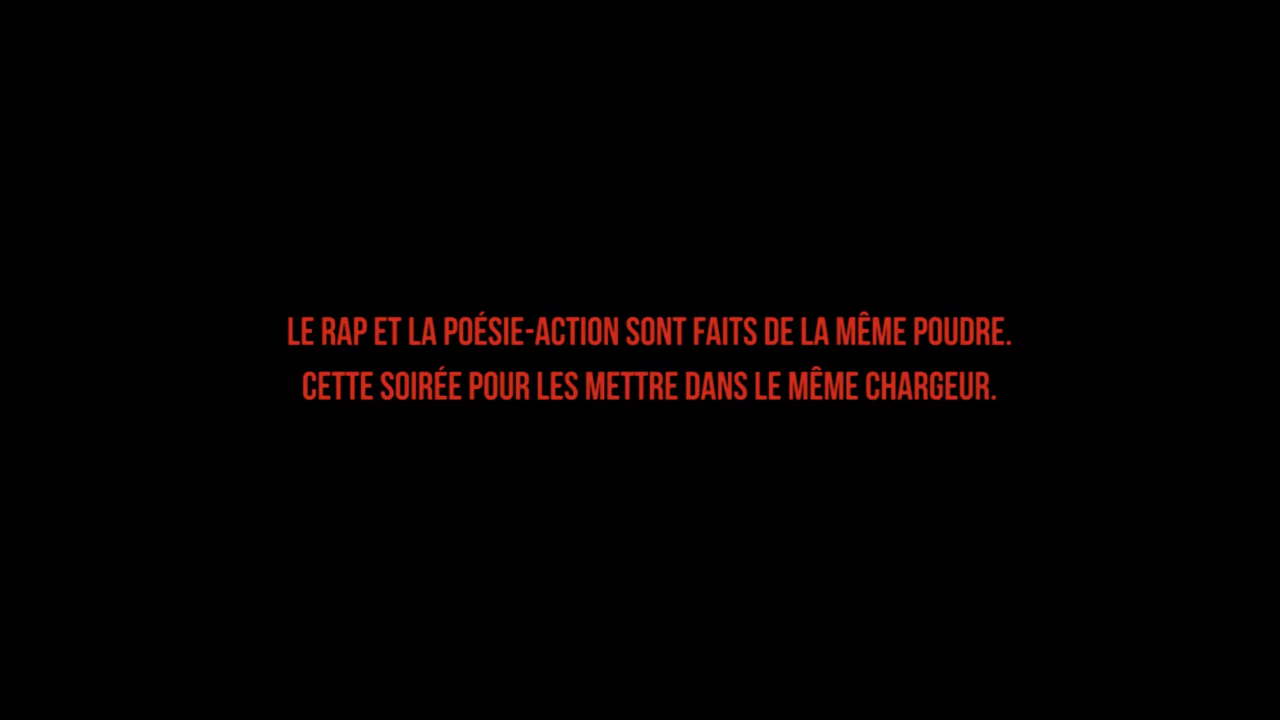 LE RAP ET LA POÉSIE-ACTION SONT FAITS DE LA MÊME POUDRE.
CETTE SOIRÉE POUR LES METTRE DANS LE MÊME CHARGEUR.